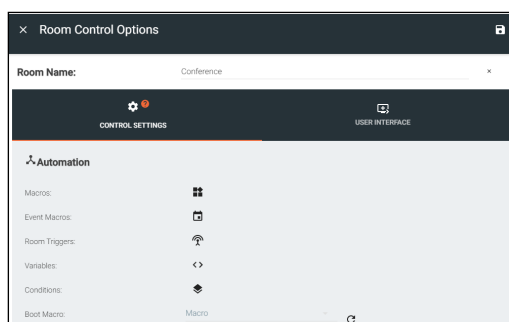 × Room Control Options
Room Name: Conference ×
? 
CONTROL SETTINGS USER INTERFACE
Automation
Macros:
Event Macros:
Room Triggers:
Variables:
Conditions:
Boot Macro: Macro